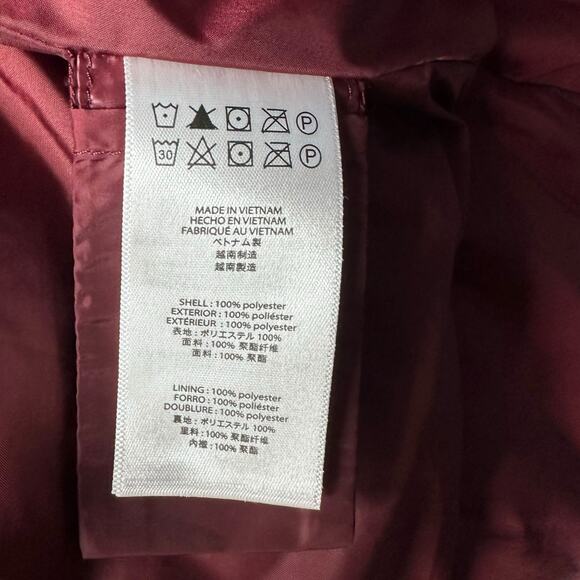 P
30 P
MADE IN VIETNAM
HECHO EN VIETNAM
FABRIQUÉ AU VIETNAM
ベトナム製
越南制造
越南製造
SHELL : 100% polyester
EXTERIOR : 100% poliéster
EXTÉRIEUR : 100% polyester
表地 : ポリエステル 100%
面料 : 100% 聚酯纤维
面料 : 100% 聚酯
LINING : 100% polyester
FORRO : 100% poliéster
DOUBLURE : 100% polyester
裏地 : ポリエステル 100%
里料 : 100% 聚酯纤维
內襯 : 100% 聚酯